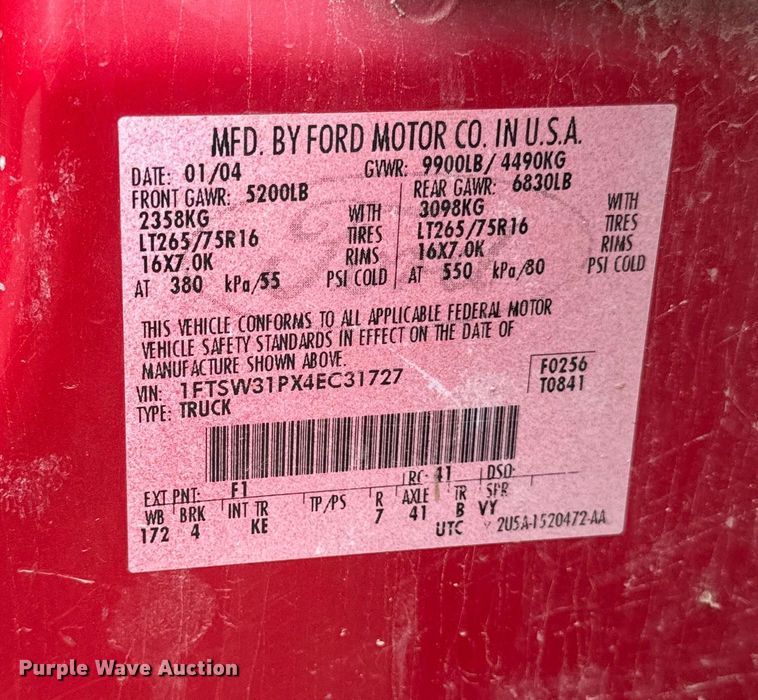 MFD. BY FORD MOTOR CO. IN U.S.A.
DATE: 01/04 GVWR: 9900LB/ 4490KG
FRONT GAWR: 5200LB REAR GAWR: 6830LB
2358KG WITH 3098KG WITH
LT265/75R16 TIRES LT265/75R16 TIRES
16X7.0K RIMS 16X7.0K RIMS
AT 380 kPa/55 PSI COLD AT 550 kPa/80 PSI COLD
THIS VEHICLE CONFORMS TO ALL APPLICABLE FEDERAL MOTOR
VEHICLE SAFETY STANDARDS IN EFFECT ON THE DATE OF
MANUFACTURE SHOWN ABOVE.
VIN: 1FTSW31PX4EC31727 F0256
TYPE: TRUCK T0841
EXT PNT: F1 RC: 41 DSO:
WB BRK INT TR TP/PS R AXLE TR SPR
172 4 KE 7 41 B VY
UTC 2U5A-1520472-AA
Purple Wave Auction